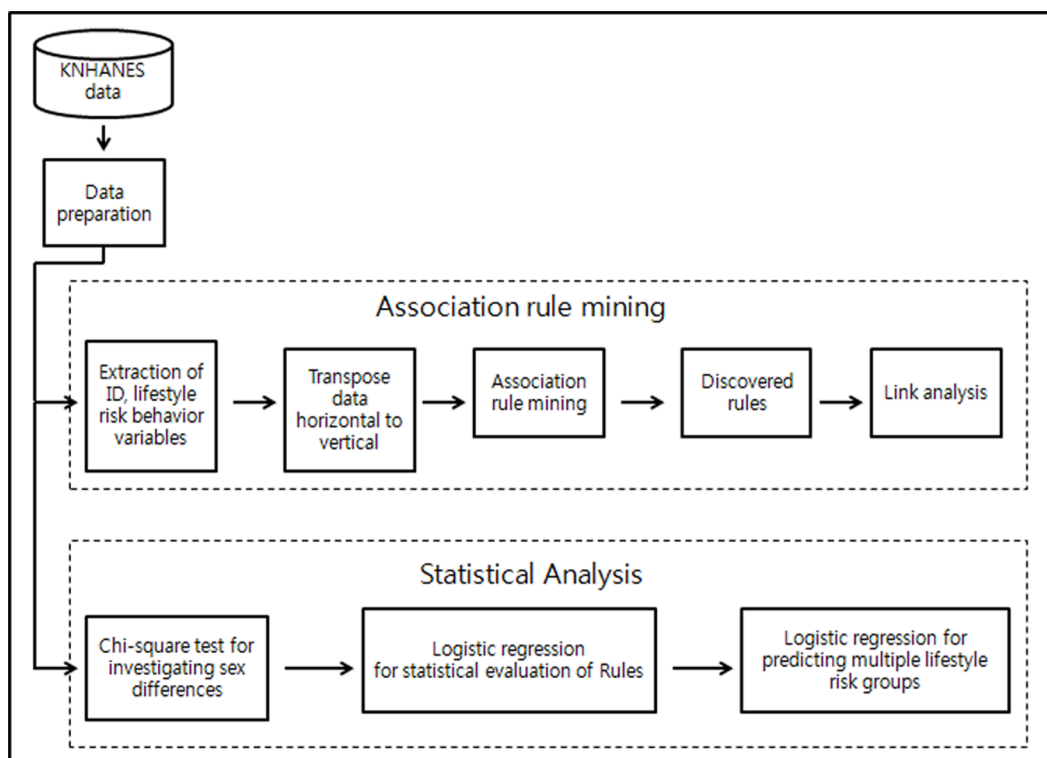 KNHANES
data
Data
preparation
Association rule mining
Extraction of
ID, lifestyle
risk behavior
variables
Transpose
data
horizontal to
vertical
Association
rule mining
Discovered
rules
Link analysis
Statistical Analysis
Chi-square test for
investigating sex
differences
Logistic regression
for statistical evaluation of Rules
Logistic regression for
predicting multiple lifestyle
risk groups